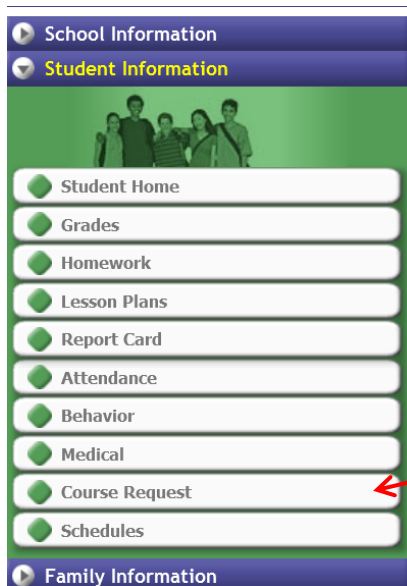 School Information
Student Information
Student Home
Grades
Homework
Lesson Plans
Report Card
Attendance
Behavior
Medical
Course Request
Schedules
Family Information